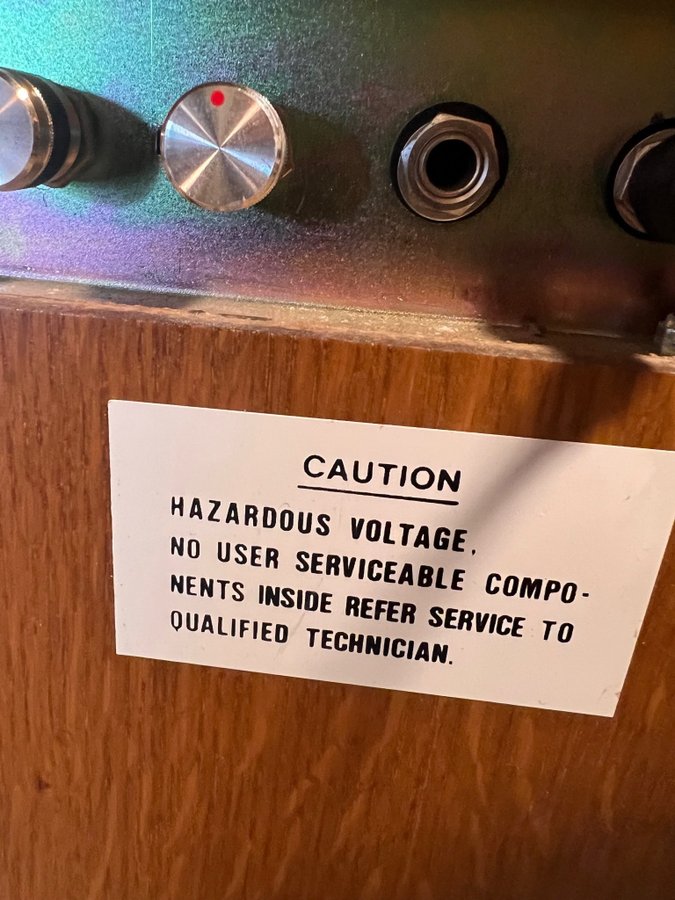 CAUTION
HAZARDOUS VOLTAGE,
NO USER SERVICEABLE COMPO-
NENTS INSIDE REFER SERVICE TO
QUALIFIED TECHNICIAN.